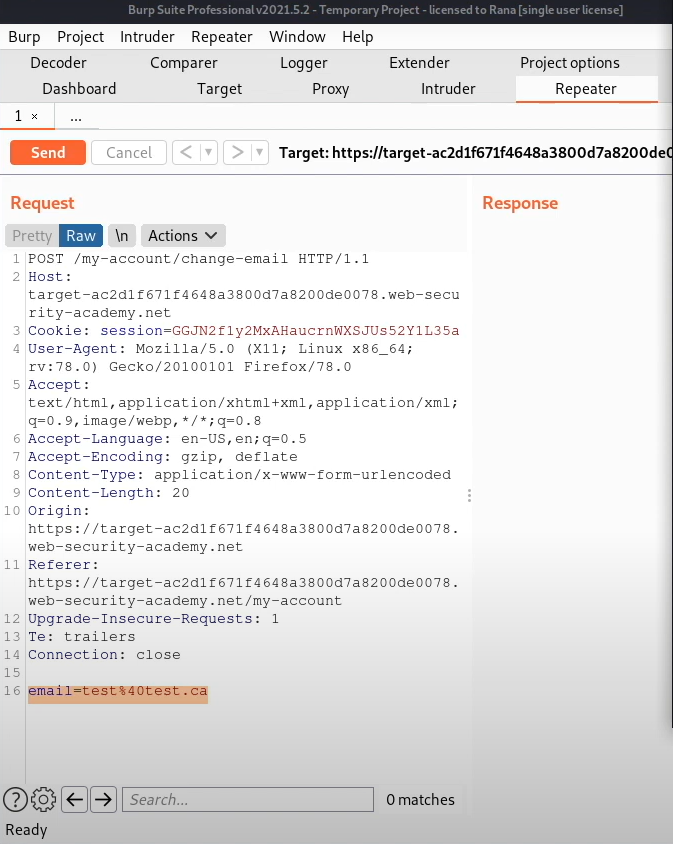 Burp Suite Professional v2021.5.2 - Temporary Project - licensed to Rana [single user license]
Burp Project Intruder Repeater Window Help
Decoder Comparer Logger Extender Project options
Dashboard Target Proxy Intruder Repeater
1 × ...
Send Cancel < ▼ > ▼ Target: https://target-ac2d1f671f4648a3800d7a8200de0
Request Response
Pretty Raw \n Actions
1 POST /my-account/change-email HTTP/1.1
2 Host:
target-ac2d1f671f4648a3800d7a8200de0078.web-secu
rity-academy.net
3 Cookie: session=GGJN2f1y2MxAHaucrnWXSJUs52Y1L35a
4 User-Agent: Mozilla/5.0 (X11; Linux x86_64;
rv:78.0) Gecko/20100101 Firefox/78.0
5 Accept:
text/html,application/xhtml+xml,application/xml;
q=0.9,image/webp,*/*;q=0.8
6 Accept-Language: en-US,en;q=0.5
7 Accept-Encoding: gzip, deflate
8 Content-Type: application/x-www-form-urlencoded
9 Content-Length: 20
10 Origin:
https://target-ac2d1f671f4648a3800d7a8200de0078.
web-security-academy.net
11 Referer:
https://target-ac2d1f671f4648a3800d7a8200de0078.
web-security-academy.net/my-account
12 Upgrade-Insecure-Requests: 1
13 Te: trailers
14 Connection: close
15
16 email=test%40test.ca
? Search... 0 matches
Ready